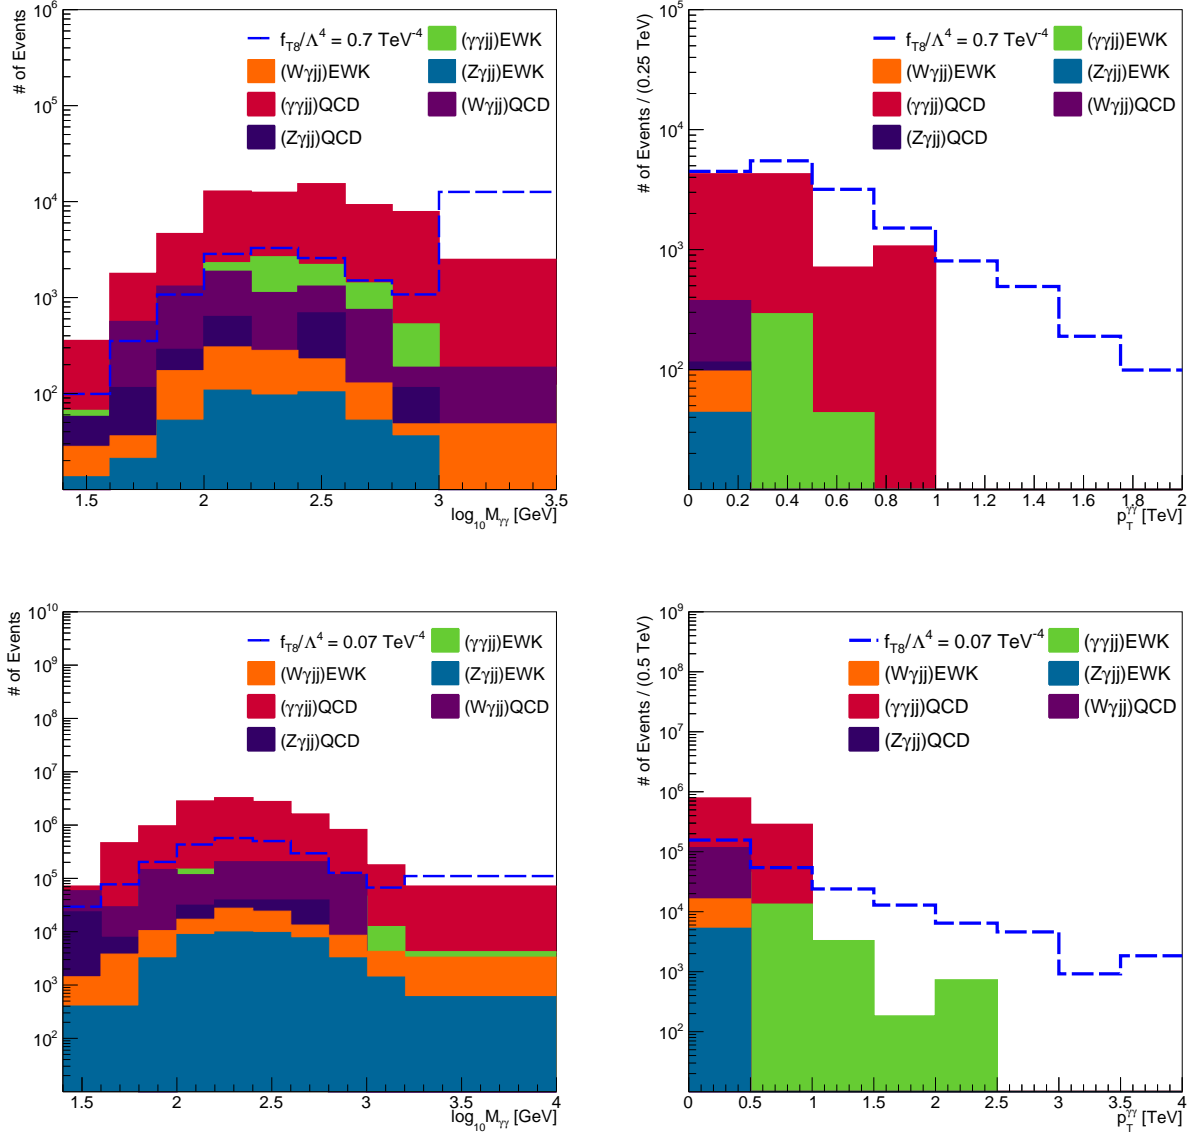 # of Events
10^6
10^5
10^4
10^3
10^2
f_T8/Λ^4 = 0.7 TeV^-4
(γγjj)EWK
(Wγjj)EWK
(Zγjj)EWK
(γγjj)QCD
(Wγjj)QCD
(Zγjj)QCD
1.5 2 2.5 3 3.5
log_10 M_γγ [GeV]
# of Events / (0.25 TeV)
10^5
10^4
10^3
10^2
f_T8/Λ^4 = 0.7 TeV^-4
(γγjj)EWK
(Wγjj)EWK
(Zγjj)EWK
(γγjj)QCD
(Wγjj)QCD
(Zγjj)QCD
0 0.2 0.4 0.6 0.8 1 1.2 1.4 1.6 1.8 2
p_T^γγ [TeV]
# of Events
10^10
10^9
10^8
10^7
10^6
10^5
10^4
10^3
10^2
f_T8/Λ^4 = 0.07 TeV^-4
(γγjj)EWK
(Wγjj)EWK
(Zγjj)EWK
(γγjj)QCD
(Wγjj)QCD
(Zγjj)QCD
1.5 2 2.5 3 3.5 4
log_10 M_γγ [GeV]
# of Events / (0.5 TeV)
10^9
10^8
10^7
10^6
10^5
10^4
10^3
10^2
f_T8/Λ^4 = 0.07 TeV^-4
(γγjj)EWK
(Wγjj)EWK
(Zγjj)EWK
(γγjj)QCD
(Wγjj)QCD
(Zγjj)QCD
0 0.5 1 1.5 2 2.5 3 3.5 4
p_T^γγ [TeV]